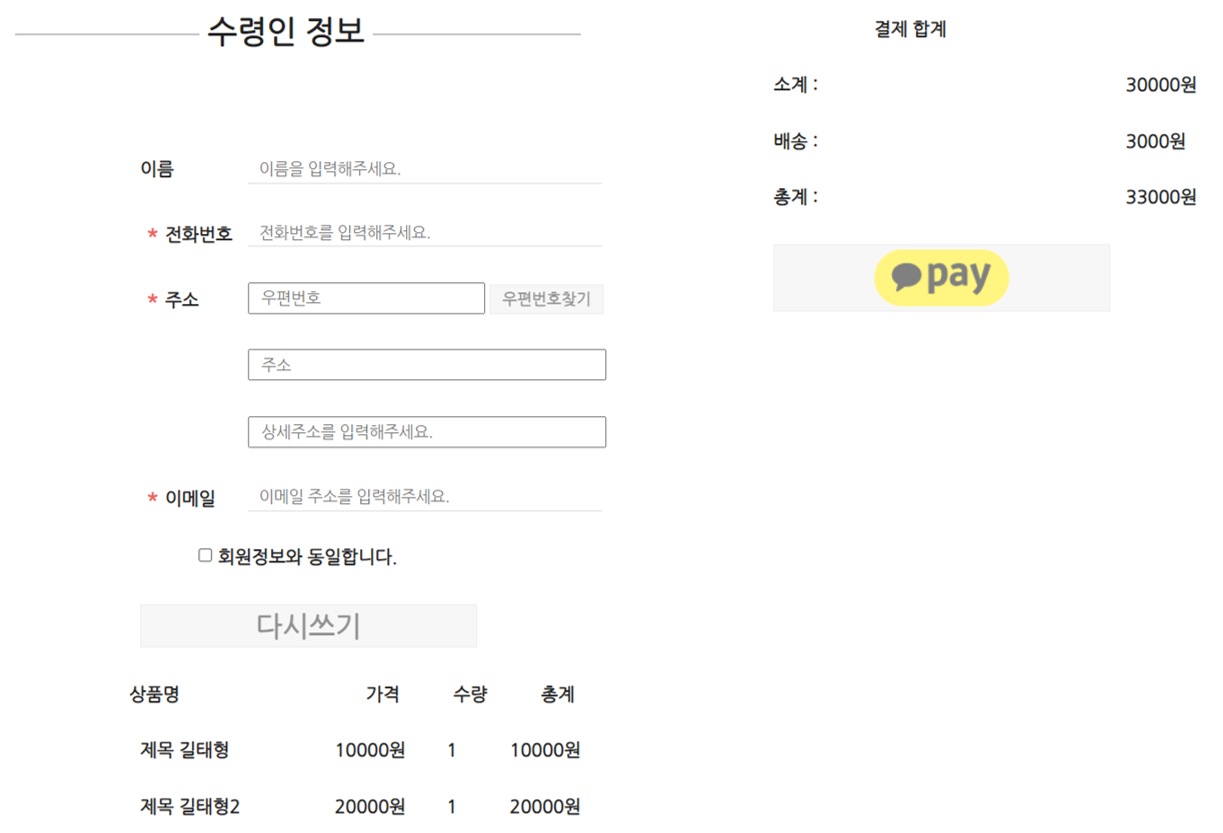 수령인 정보
이름 이름을 입력해주세요.
* 전화번호 전화번호를 입력해주세요.
* 주소 우편번호 우편번호찾기
주소
상세주소를 입력해주세요.
* 이메일 이메일 주소를 입력해주세요.
회원정보와 동일합니다.
다시쓰기
상품명 가격 수량 총계
제목 길태형 10000원 1 10000원
제목 길태형2 20000원 1 20000원
결제 합계
소계 : 30000원
배송 : 3000원
총계 : 33000원
pay